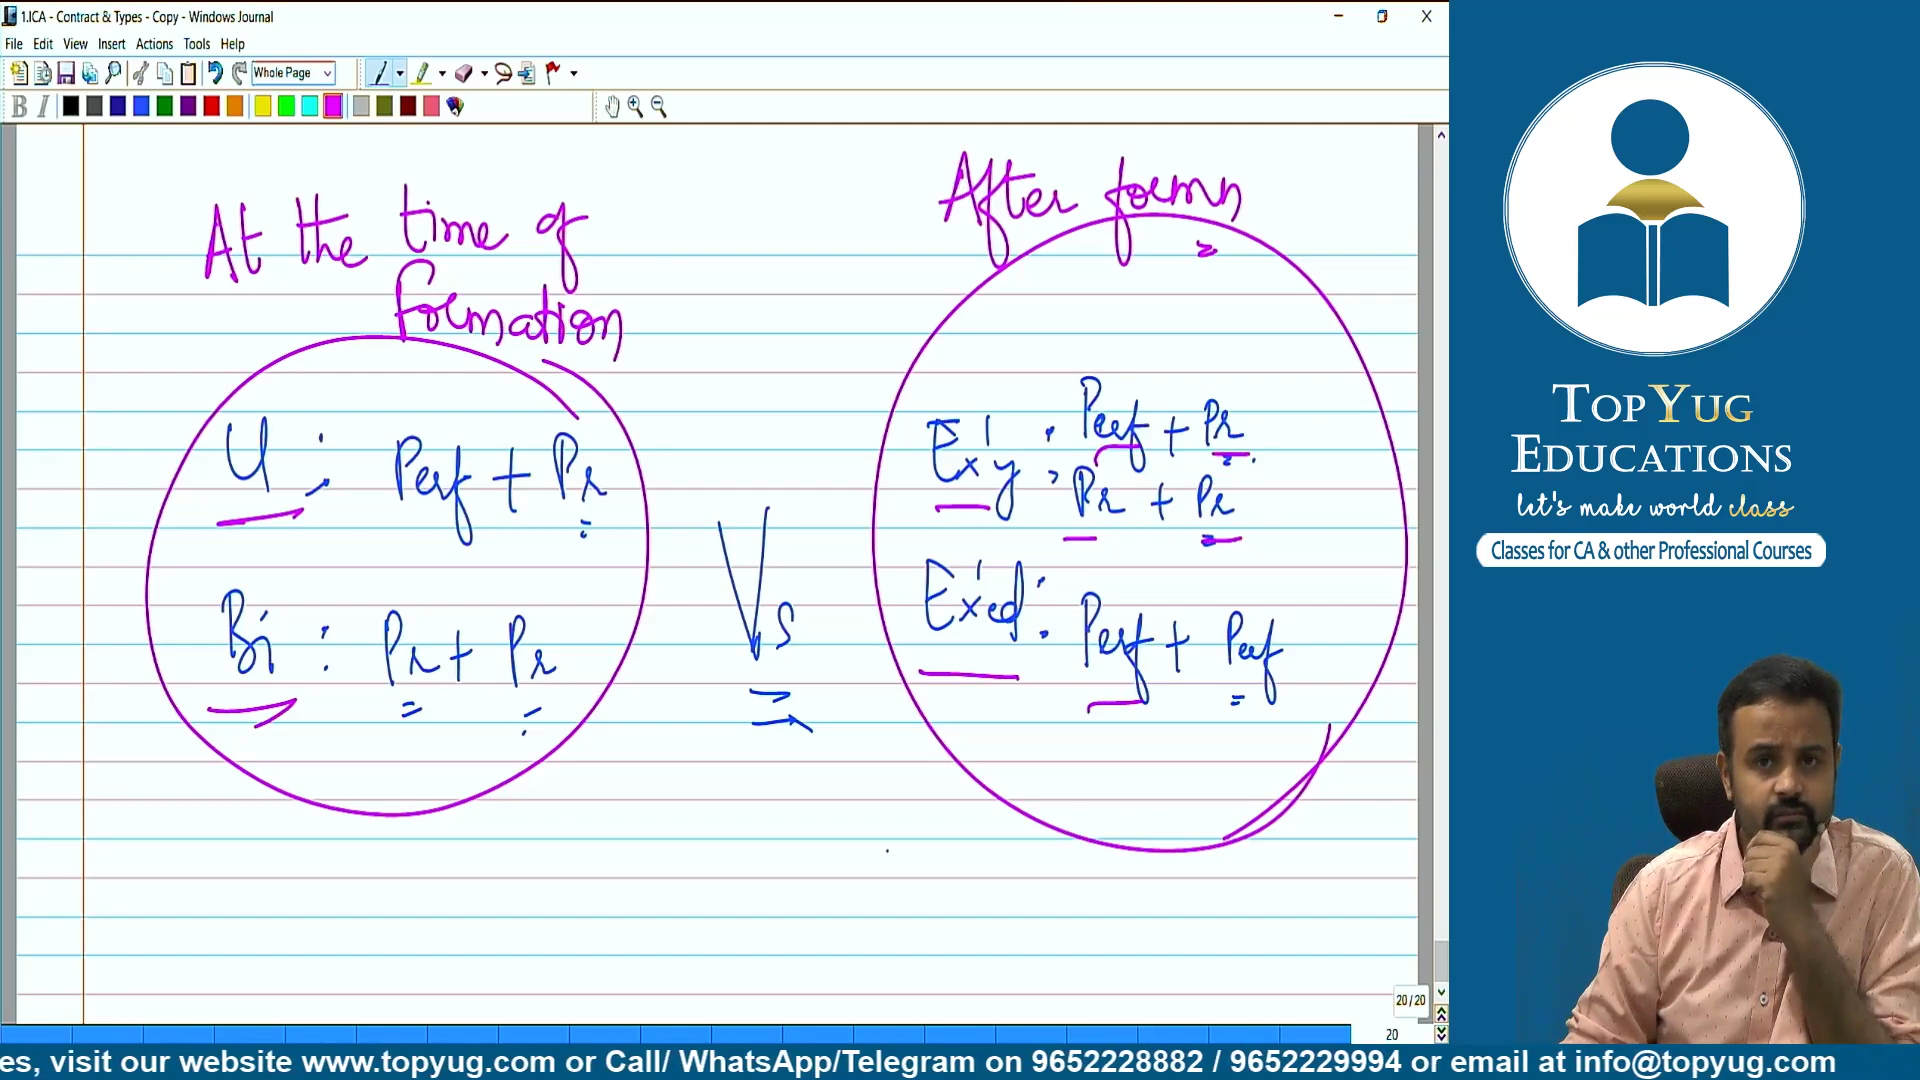 1.ICA - Contract & Types - Copy - Windows Journal
File Edit View Insert Actions Tools Help
Whole Page
B I
At the time of
Formation
After formn
U : Perf + Pr
Bi : Pr + Pr
Vs
Ex'y : Perf + Pr
Pr + Pr
Ex'ed : Perf + Perf
20/20
20
TOPYUG
EDUCATIONS
let's make world class
Classes for CA & other Professional Courses
es, visit our website www.topyug.com or Call/ WhatsApp/Telegram on 9652228882 / 9652229994 or email at info@topyug.com